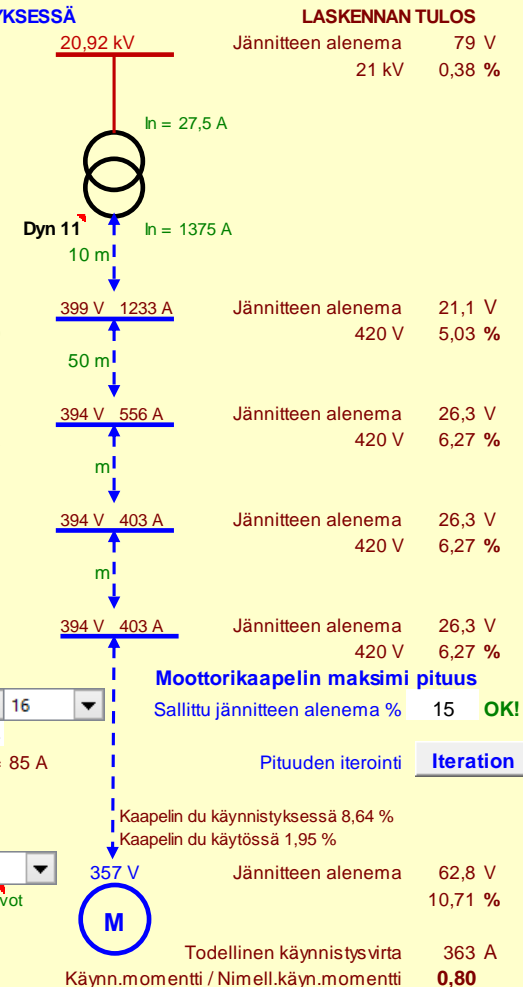 YKSESSÄ LASKENNAN TULOS
20,92 kV Jännitteen alenema 79 V
21 kV 0,38 %
In = 27,5 A
Dyn 11 In = 1375 A
10 m
399 V 1233 A Jännitteen alenema 21,1 V
420 V 5,03 %
50 m
394 V 556 A Jännitteen alenema 26,3 V
420 V 6,27 %
m
394 V 403 A Jännitteen alenema 26,3 V
420 V 6,27 %
m
394 V 403 A Jännitteen alenema 26,3 V
420 V 6,27 %
Moottorikaapelin maksimi pituus
16 Sallittu jännitteen alenema % 15 OK!
85 A Pituuden iterointi Iteration
Kaapelin du käynnistyksessä 8,64 %
Kaapelin du käytössä 1,95 %
357 V Jännitteen alenema 62,8 V
vot 10,71 %
M
Todellinen käynnistysvirta 363 A
Käynn.momentti / Nimell.käyn.momentti 0,80